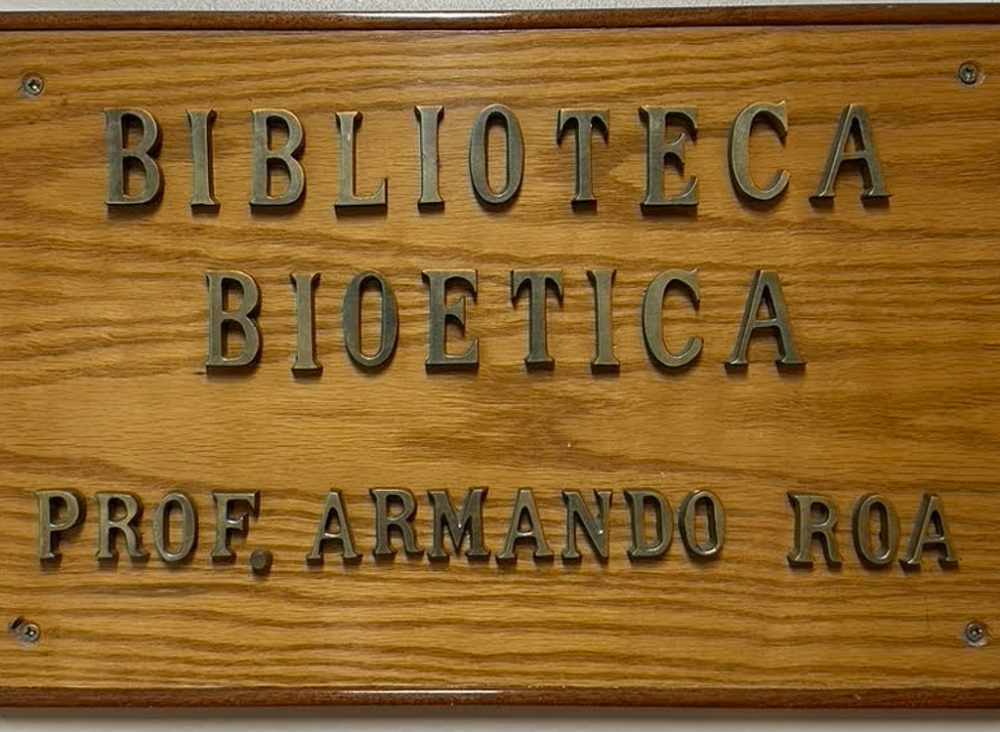 BIBLIOTECA
BIOETICA
PROF. ARMANDO ROA